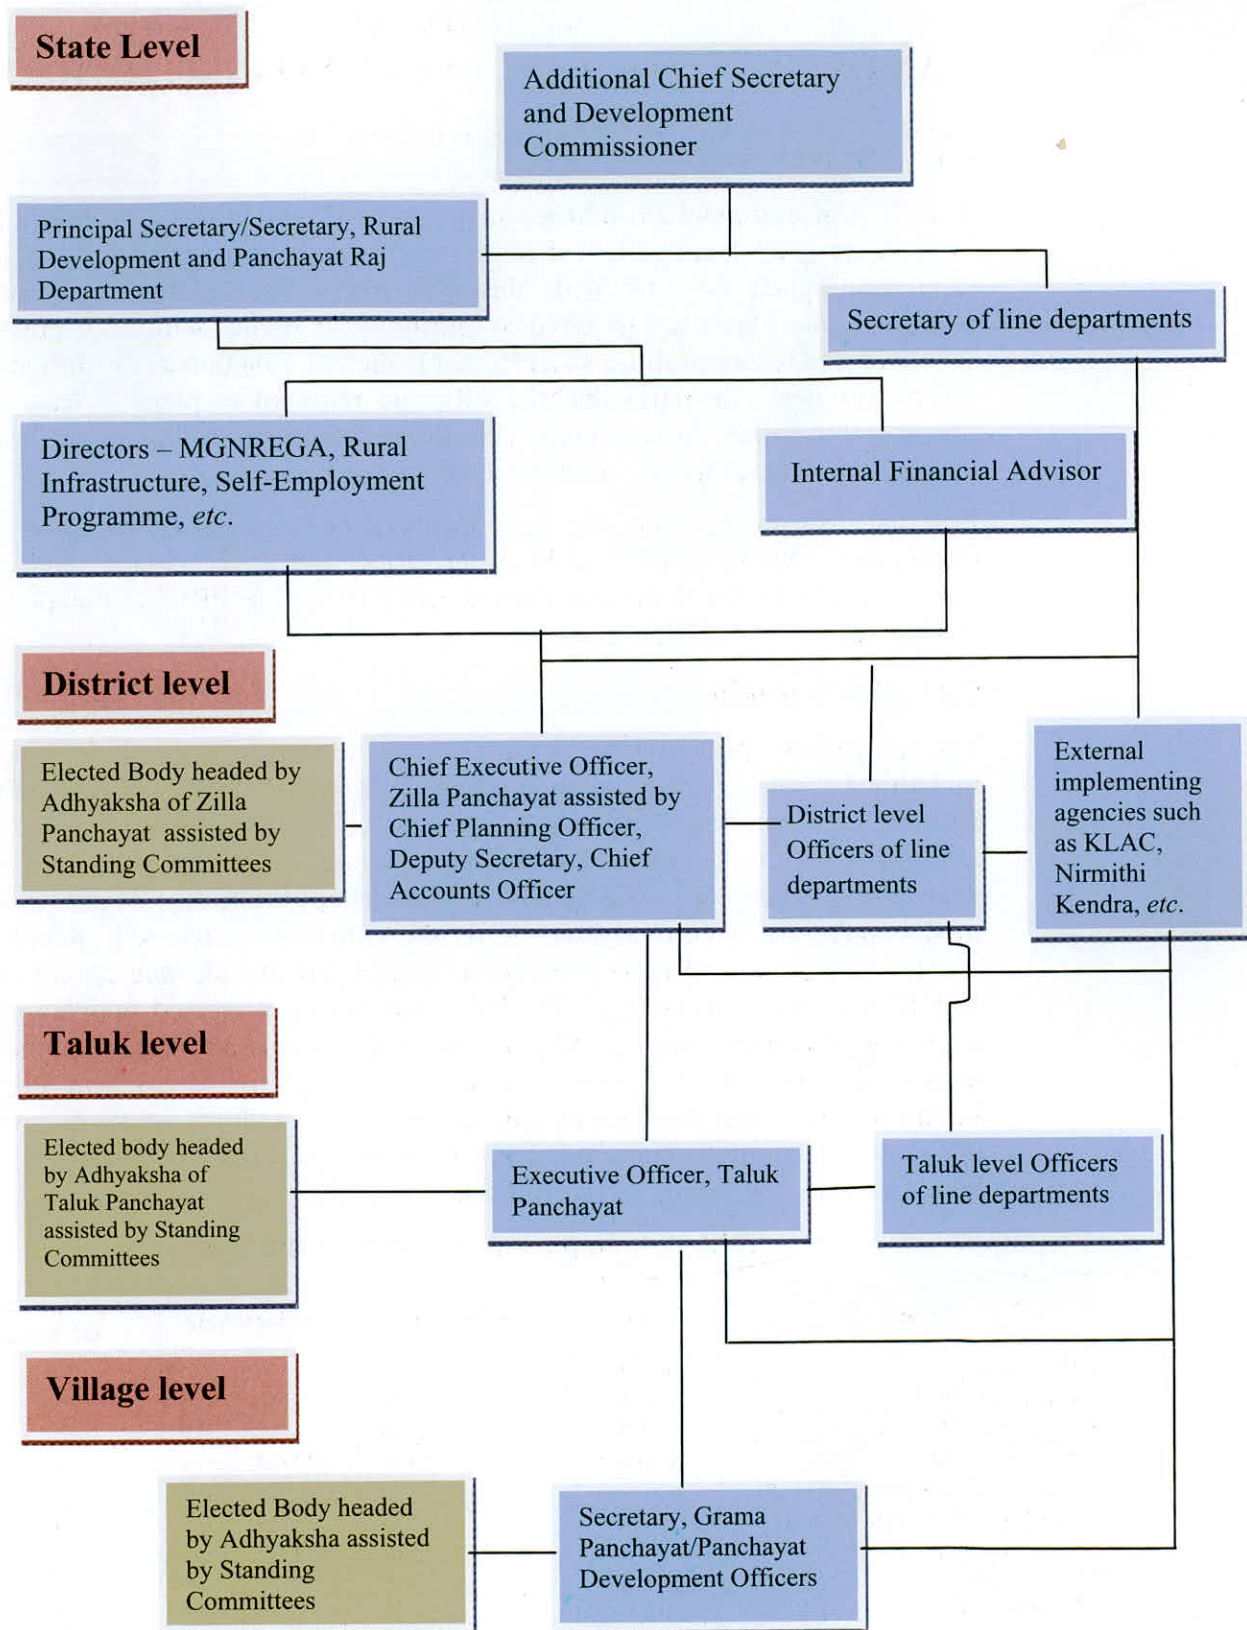 State Level
Additional Chief Secretary
and Development
Commissioner
Principal Secretary/Secretary, Rural
Development and Panchayat Raj
Department
Secretary of line departments
Directors – MGNREGA, Rural
Infrastructure, Self-Employment
Programme, etc.
Internal Financial Advisor
District level
Elected Body headed by
Adhyaksha of Zilla
Panchayat assisted by
Standing Committees
Chief Executive Officer,
Zilla Panchayat assisted by
Chief Planning Officer,
Deputy Secretary, Chief
Accounts Officer
District level
Officers of line
departments
External
implementing
agencies such
as KLAC,
Nirmithi
Kendra, etc.
Taluk level
Elected body headed
by Adhyaksha of
Taluk Panchayat
assisted by Standing
Committees
Executive Officer, Taluk
Panchayat
Taluk level Officers
of line departments
Village level
Elected Body headed
by Adhyaksha assisted
by Standing
Committees
Secretary, Grama
Panchayat/Panchayat
Development Officers